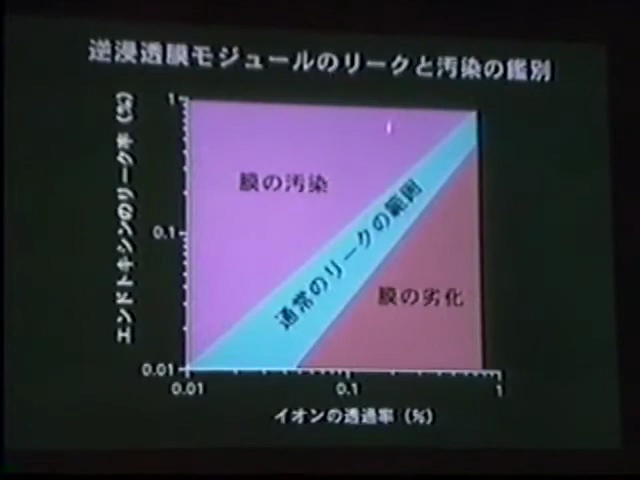 逆浸透膜モジュールのリークと汚染の鑑別
エンドトキシンのリーク率 (%)
1
0.1
0.01
膜の汚染
通常のリークの範囲
膜の劣化
0.01
0.1
1
イオンの透過率 (%)